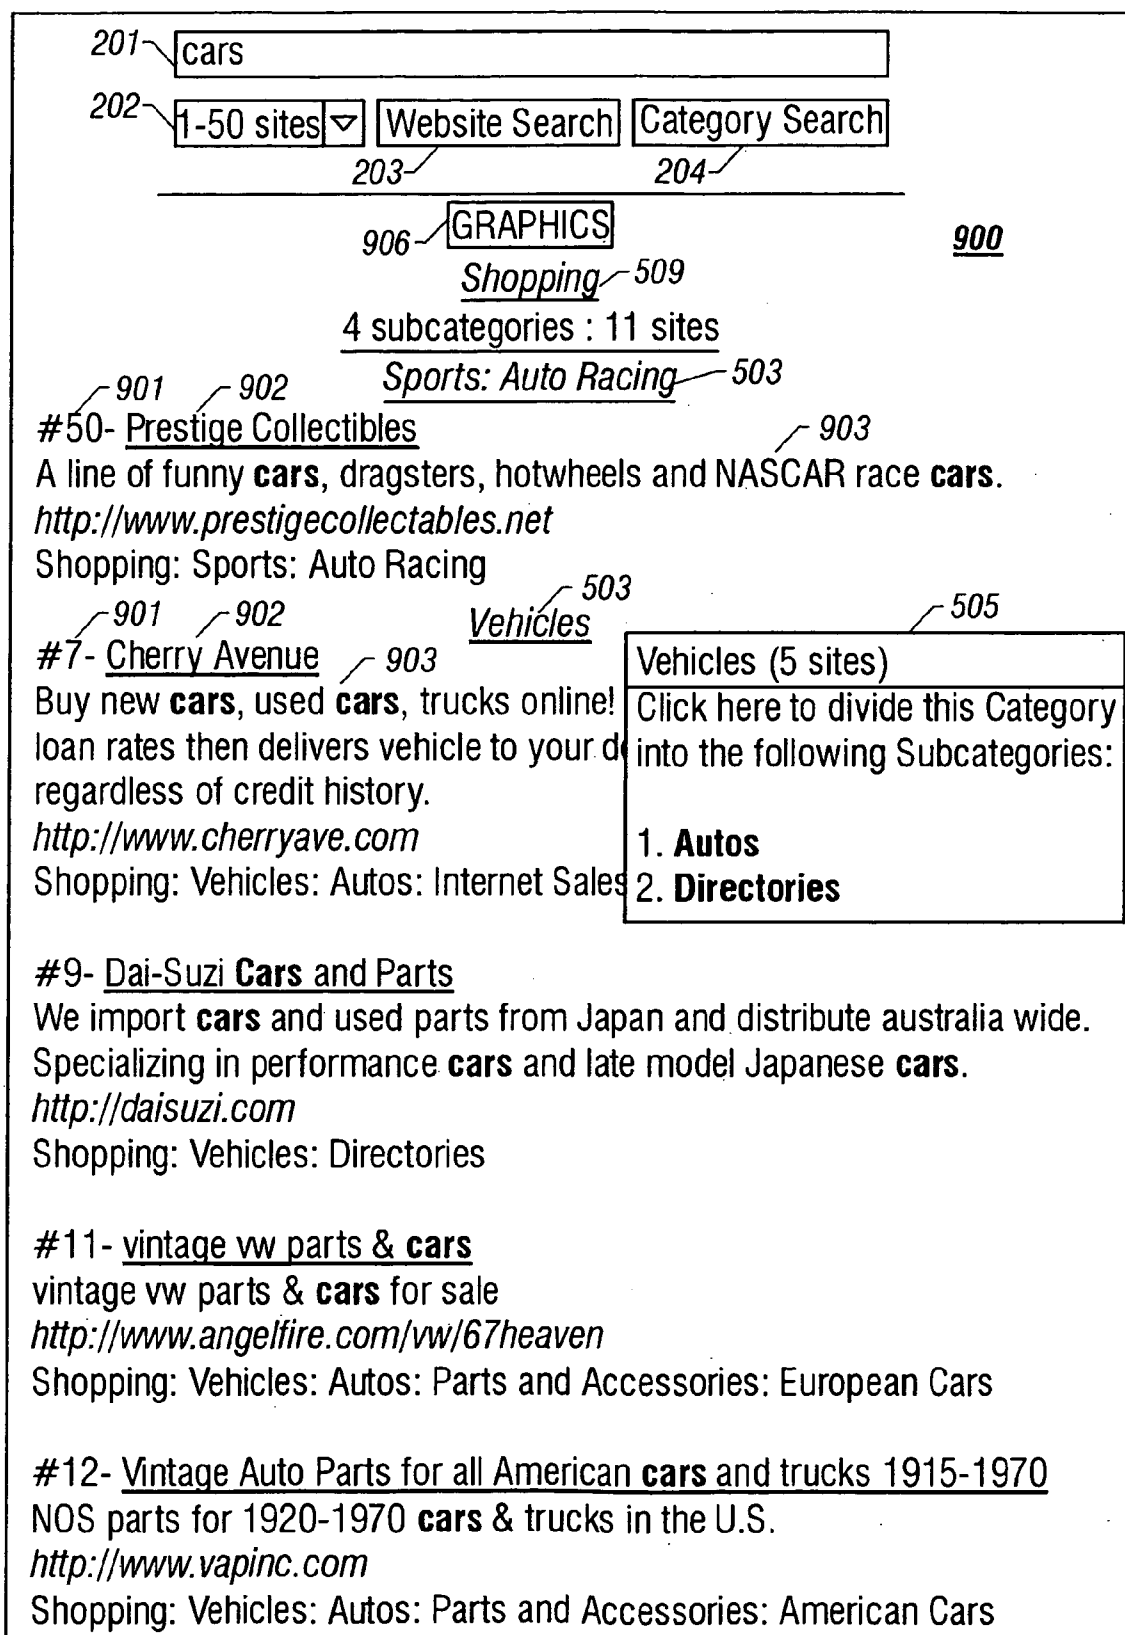 201
cars
202
1-50 sites
Website Search
Category Search
203
204
906
GRAPHICS
900
Shopping
509
4 subcategories : 11 sites
Sports: Auto Racing
503
901
902
#50- Prestige Collectibles
903
A line of funny cars, dragsters, hotwheels and NASCAR race cars.
http://www.prestigecollectables.net
Shopping: Sports: Auto Racing
503
901
902
Vehicles
505
#7- Cherry Avenue
903
Vehicles (5 sites)
Buy new cars, used cars, trucks online!
Click here to divide this Category
loan rates then delivers vehicle to your
into the following Subcategories:
regardless of credit history.
http://www.cherryave.com
1. Autos
Shopping: Vehicles: Autos: Internet Sales
2. Directories
#9- Dai-Suzi Cars and Parts
We import cars and used parts from Japan and distribute australia wide.
Specializing in performance cars and late model Japanese cars.
http://daisuzi.com
Shopping: Vehicles: Directories
#11- vintage vw parts & cars
vintage vw parts & cars for sale
http://www.angelfire.com/vw/67heaven
Shopping: Vehicles: Autos: Parts and Accessories: European Cars
#12- Vintage Auto Parts for all American cars and trucks 1915-1970
NOS parts for 1920-1970 cars & trucks in the U.S.
http://www.vapinc.com
Shopping: Vehicles: Autos: Parts and Accessories: American Cars